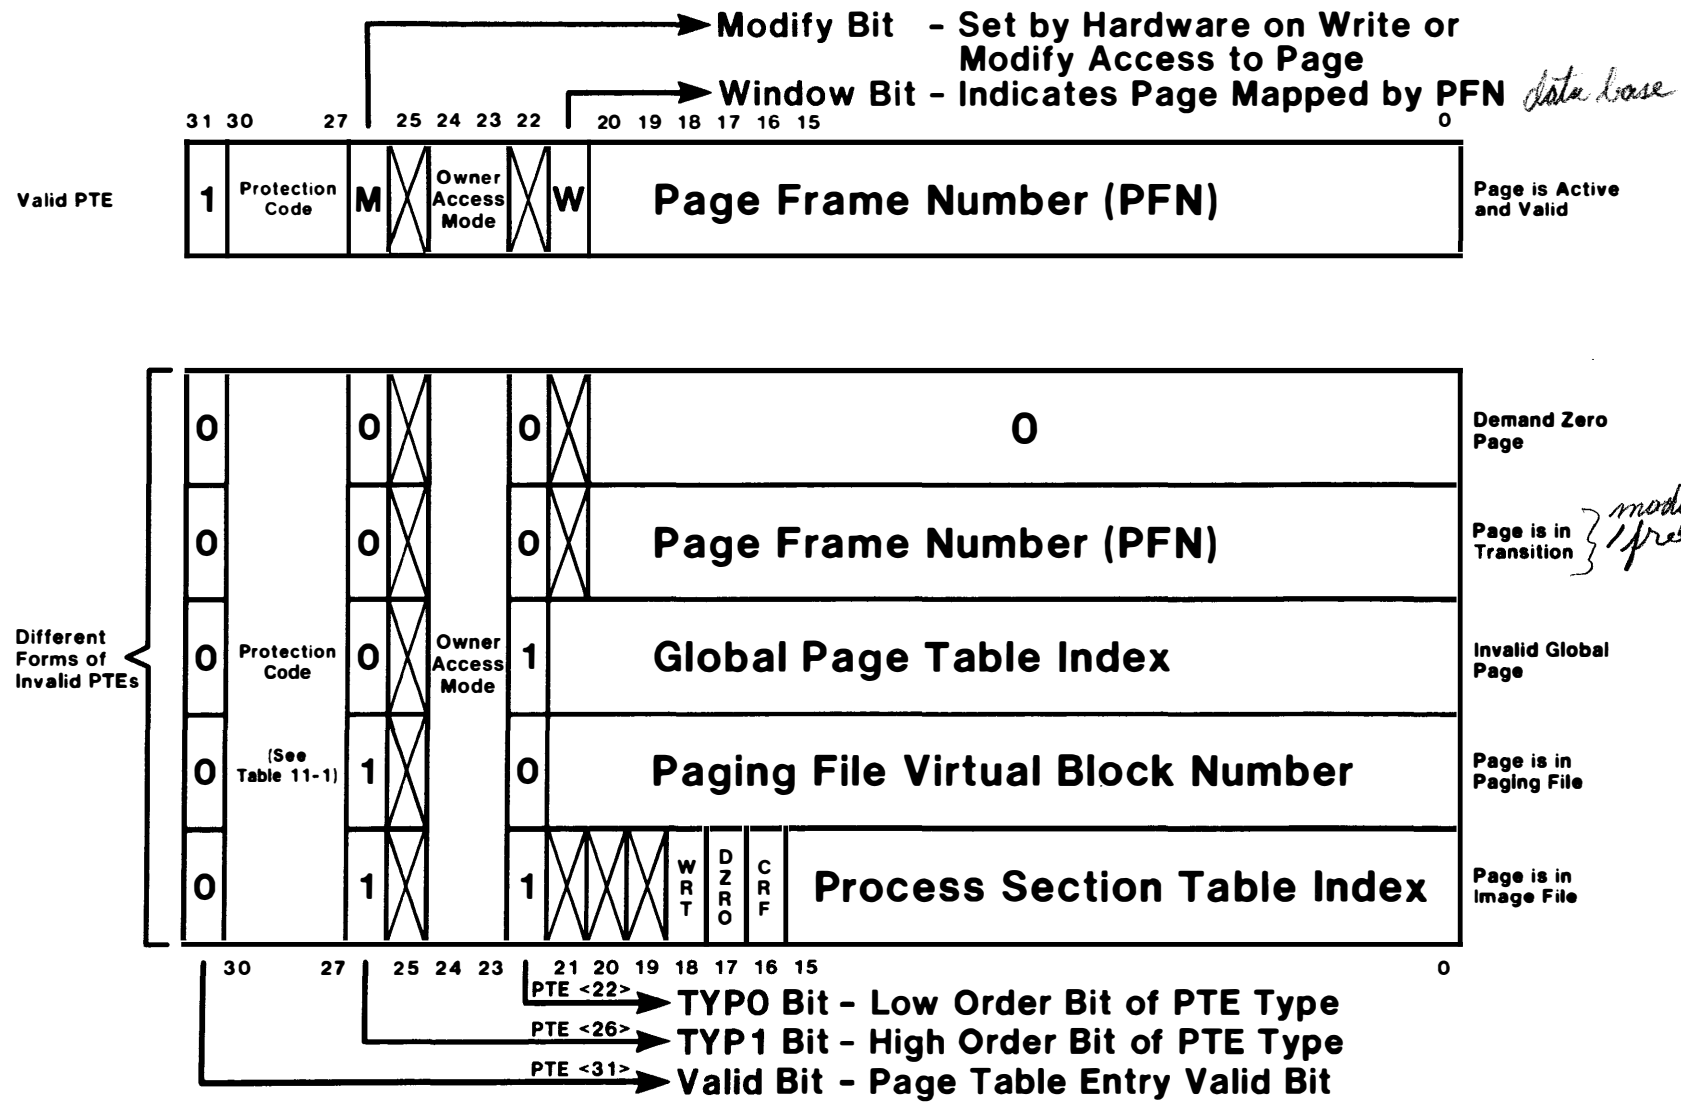 Modify Bit – Set by Hardware on Write or
Modify Access to Page
Window Bit – Indicates Page Mapped by PFN data base
31 30 27 25 24 23 22 20 19 18 17 16 15 0
Valid PTE 1 Protection Code M Owner Access Mode W Page Frame Number (PFN) Page is Active and Valid
0 0 0 0 Demand Zero Page
0 0 0 Page Frame Number (PFN) Page is in Transition
Different Forms of Invalid PTEs 0 Protection Code 0 Owner Access Mode 1 Global Page Table Index Invalid Global Page
0 (See Table 11-1) 1 0 Paging File Virtual Block Number Page is in Paging File
0 1 1 WRT DZRO CRF Process Section Table Index Page is in Image File
30 27 25 24 23 21 20 19 18 17 16 15 0
PTE <22> TYP0 Bit – Low Order Bit of PTE Type
PTE <26> TYP1 Bit – High Order Bit of PTE Type
PTE <31> Valid Bit – Page Table Entry Valid Bit